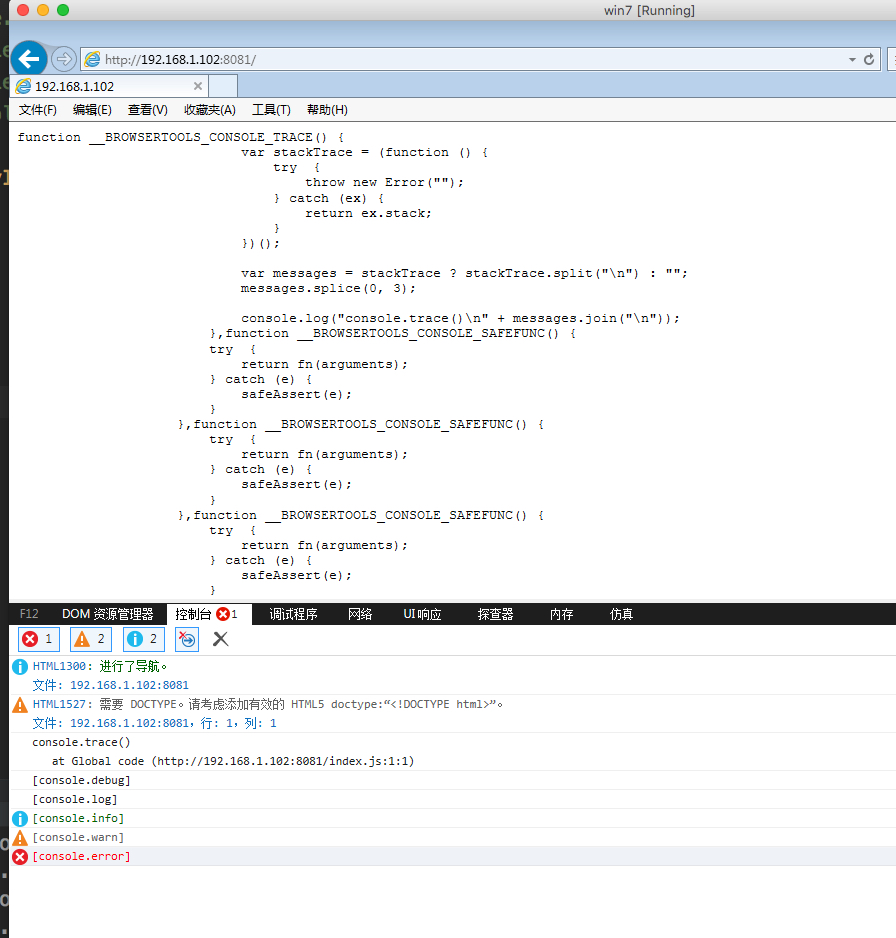 win7 [Running]
http://192.168.1.102:8081/
192.168.1.102
文件(F) 编辑(E) 查看(V) 收藏夹(A) 工具(T) 帮助(H)
function __BROWSERTOOLS_CONSOLE_TRACE() {
var stackTrace = (function () {
try {
throw new Error("");
} catch (ex) {
return ex.stack;
}
})();
var messages = stackTrace ? stackTrace.split("\n") : "";
messages.splice(0, 3);
console.log("console.trace()\n" + messages.join("\n"));
},function __BROWSERTOOLS_CONSOLE_SAFEFUNC() {
try {
return fn(arguments);
} catch (e) {
safeAssert(e);
}
},function __BROWSERTOOLS_CONSOLE_SAFEFUNC() {
try {
return fn(arguments);
} catch (e) {
safeAssert(e);
}
},function __BROWSERTOOLS_CONSOLE_SAFEFUNC() {
try {
return fn(arguments);
} catch (e) {
safeAssert(e);
}
F12 DOM 资源管理器 控制台 1 调试程序 网络 UI 响应 探查器 内存 仿真
1 2 2
HTML1300: 进行了导航。
文件: 192.168.1.102:8081
HTML1527: 需要 DOCTYPE。请考虑添加有效的 HTML5 doctype:“<!DOCTYPE html>”。
文件: 192.168.1.102:8081，行: 1，列: 1
console.trace()
at Global code (http://192.168.1.102:8081/index.js:1:1)
[console.debug]
[console.log]
[console.info]
[console.warn]
[console.error]